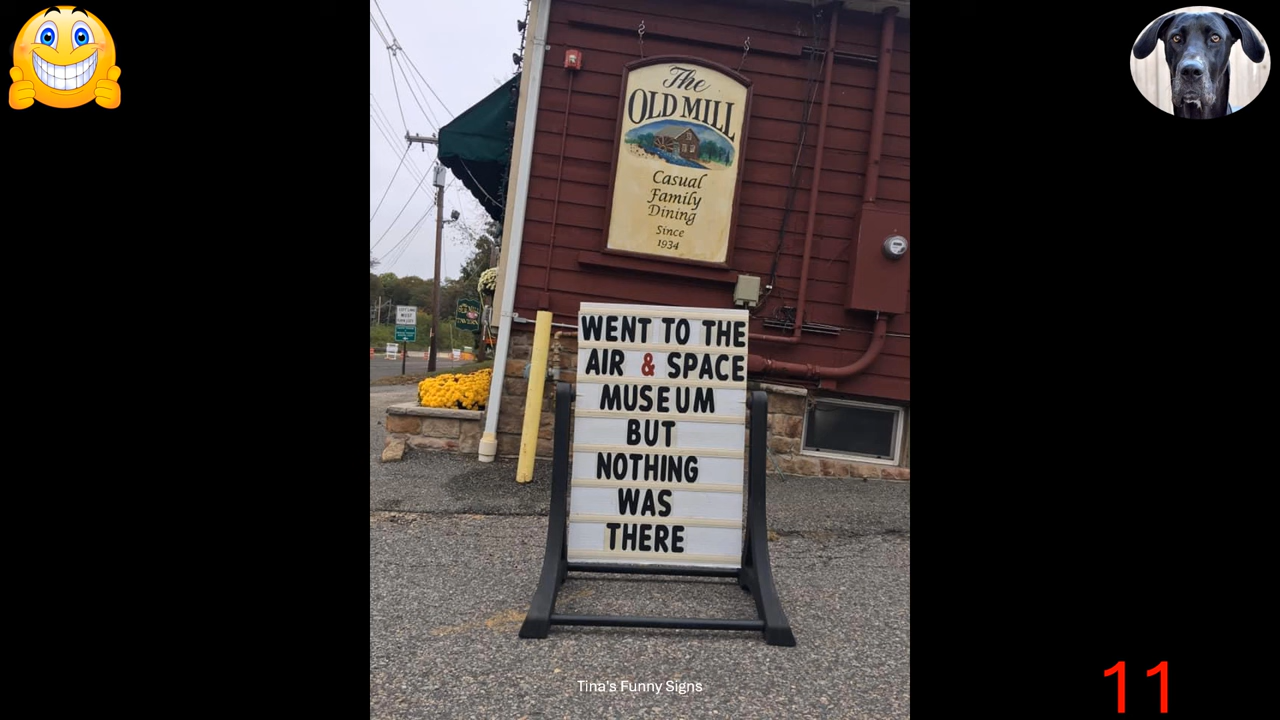 The
OLD MILL
Casual
Family
Dining
Since
1934
WENT TO THE
AIR & SPACE
MUSEUM
BUT
NOTHING
WAS
THERE
Tina's Funny Signs
11